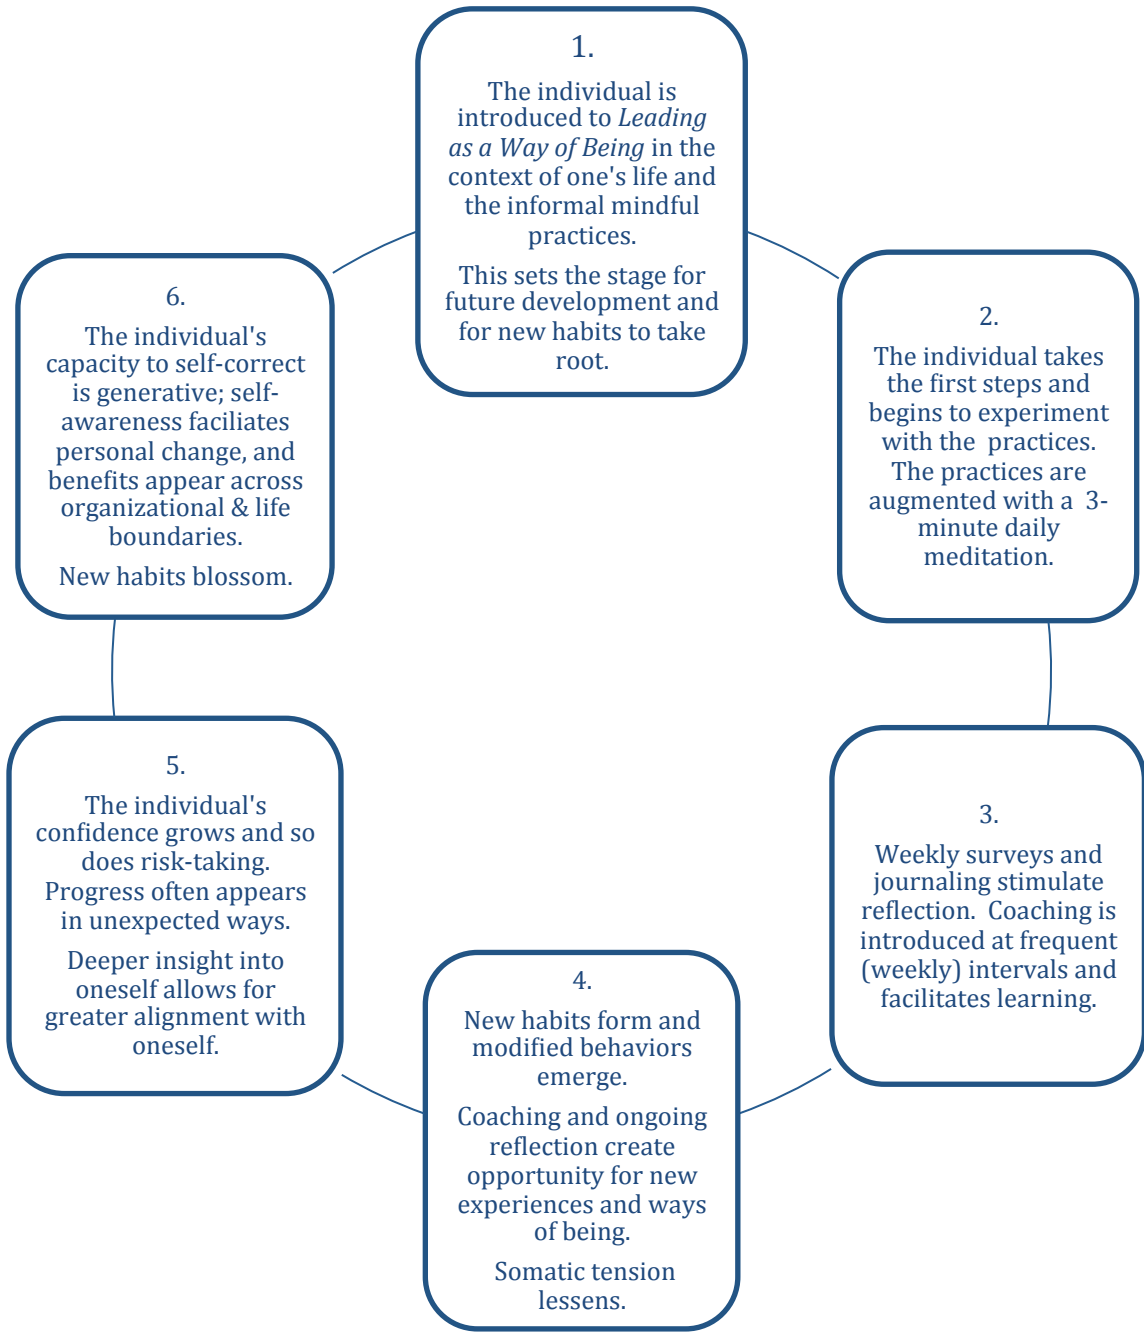 1.
The individual is
introduced to Leading
as a Way of Being in the
context of one's life and
the informal mindful
practices.
This sets the stage for
future development and
for new habits to take
root.
2.
The individual takes
the first steps and
begins to experiment
with the  practices.
The practices are
augmented with a  3-
minute daily
meditation.
3.
Weekly surveys and
journaling stimulate
reflection.  Coaching is
introduced at frequent
(weekly) intervals and
facilitates learning.
4.
New habits form and
modified behaviors
emerge.
Coaching and ongoing
reflection create
opportunity for new
experiences and ways
of being.
Somatic tension
lessens.
5.
The individual's
confidence grows and so
does risk-taking.
Progress often appears
in unexpected ways.
Deeper insight into
oneself allows for
greater alignment with
oneself.
6.
The individual's
capacity to self-correct
is generative; self-
awareness faciliates
personal change, and
benefits appear across
organizational & life
boundaries.
New habits blossom.